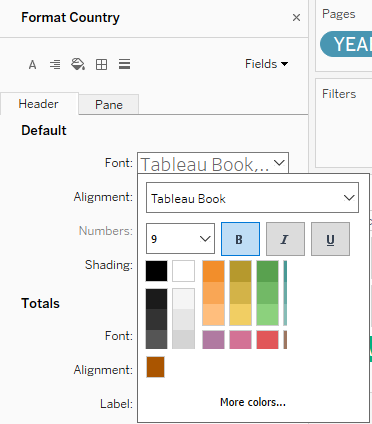 Format Country ×
Pages
YEA
A Fields
Filters
Header Pane
Default
Font: Tableau Book,...
Alignment: Tableau Book
Numbers: 9 B I U
Shading:
Totals
Font:
Alignment:
Label: More colors...